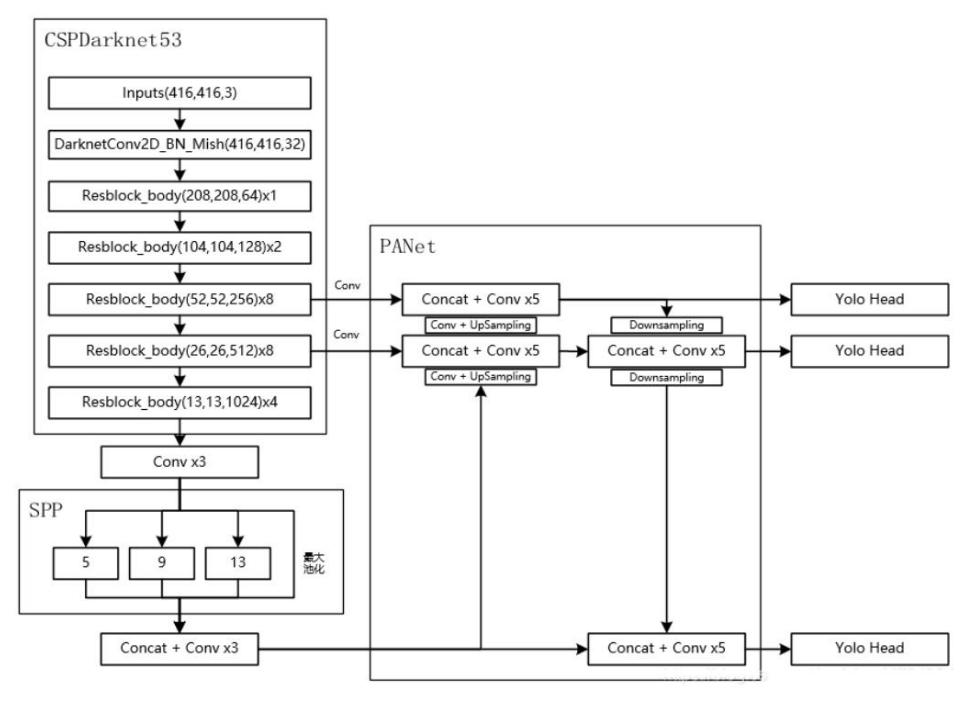 CSPDarknet53
Inputs(416,416,3)
DarknetConv2D_BN_Mish(416,416,32)
Resblock_body(208,208,64)x1
Resblock_body(104,104,128)x2
Resblock_body(52,52,256)x8
Resblock_body(26,26,512)x8
Resblock_body(13,13,1024)x4
Conv x3
SPP
5
9
13
最大
池化
Concat + Conv x3
Conv
Conv
PANet
Concat + Conv x5
Conv + UpSampling
Concat + Conv x5
Conv + UpSampling
Downsampling
Concat + Conv x5
Downsampling
Concat + Conv x5
Yolo Head
Yolo Head
Yolo Head